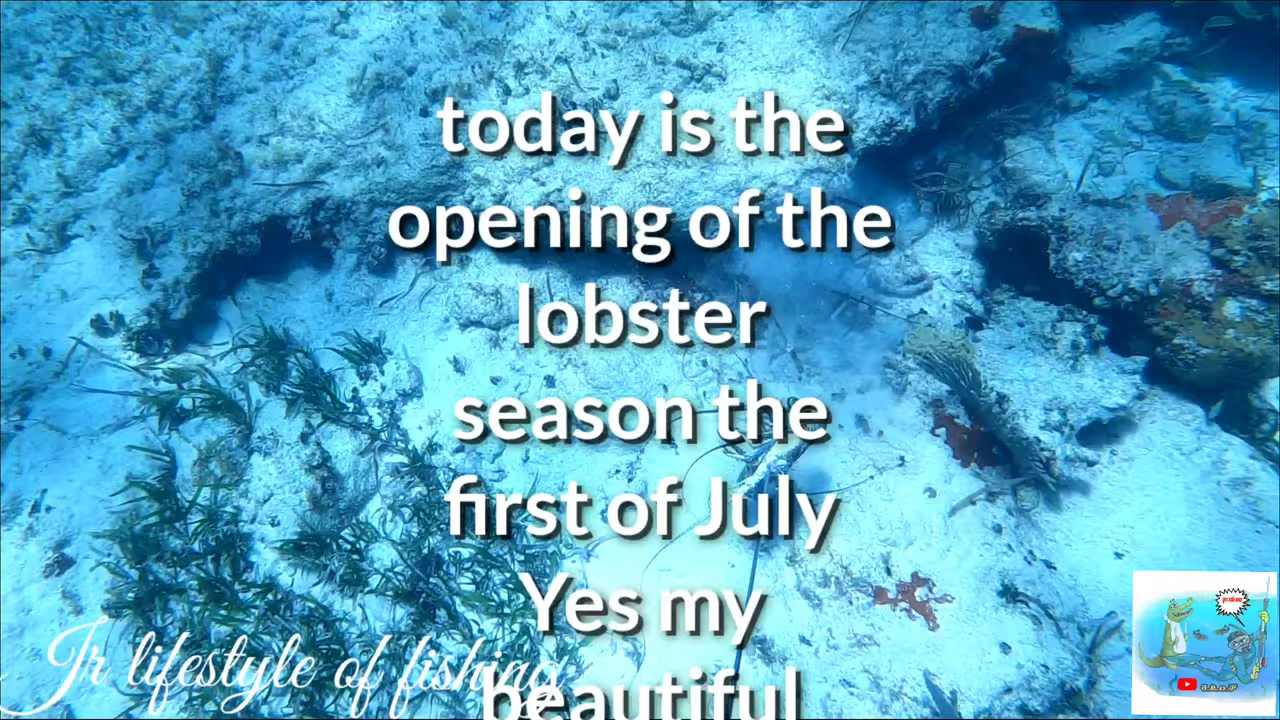 today is the
opening of the
lobster
season the
first of July
Yes my
beautiful
Jr lifestyle of fishing